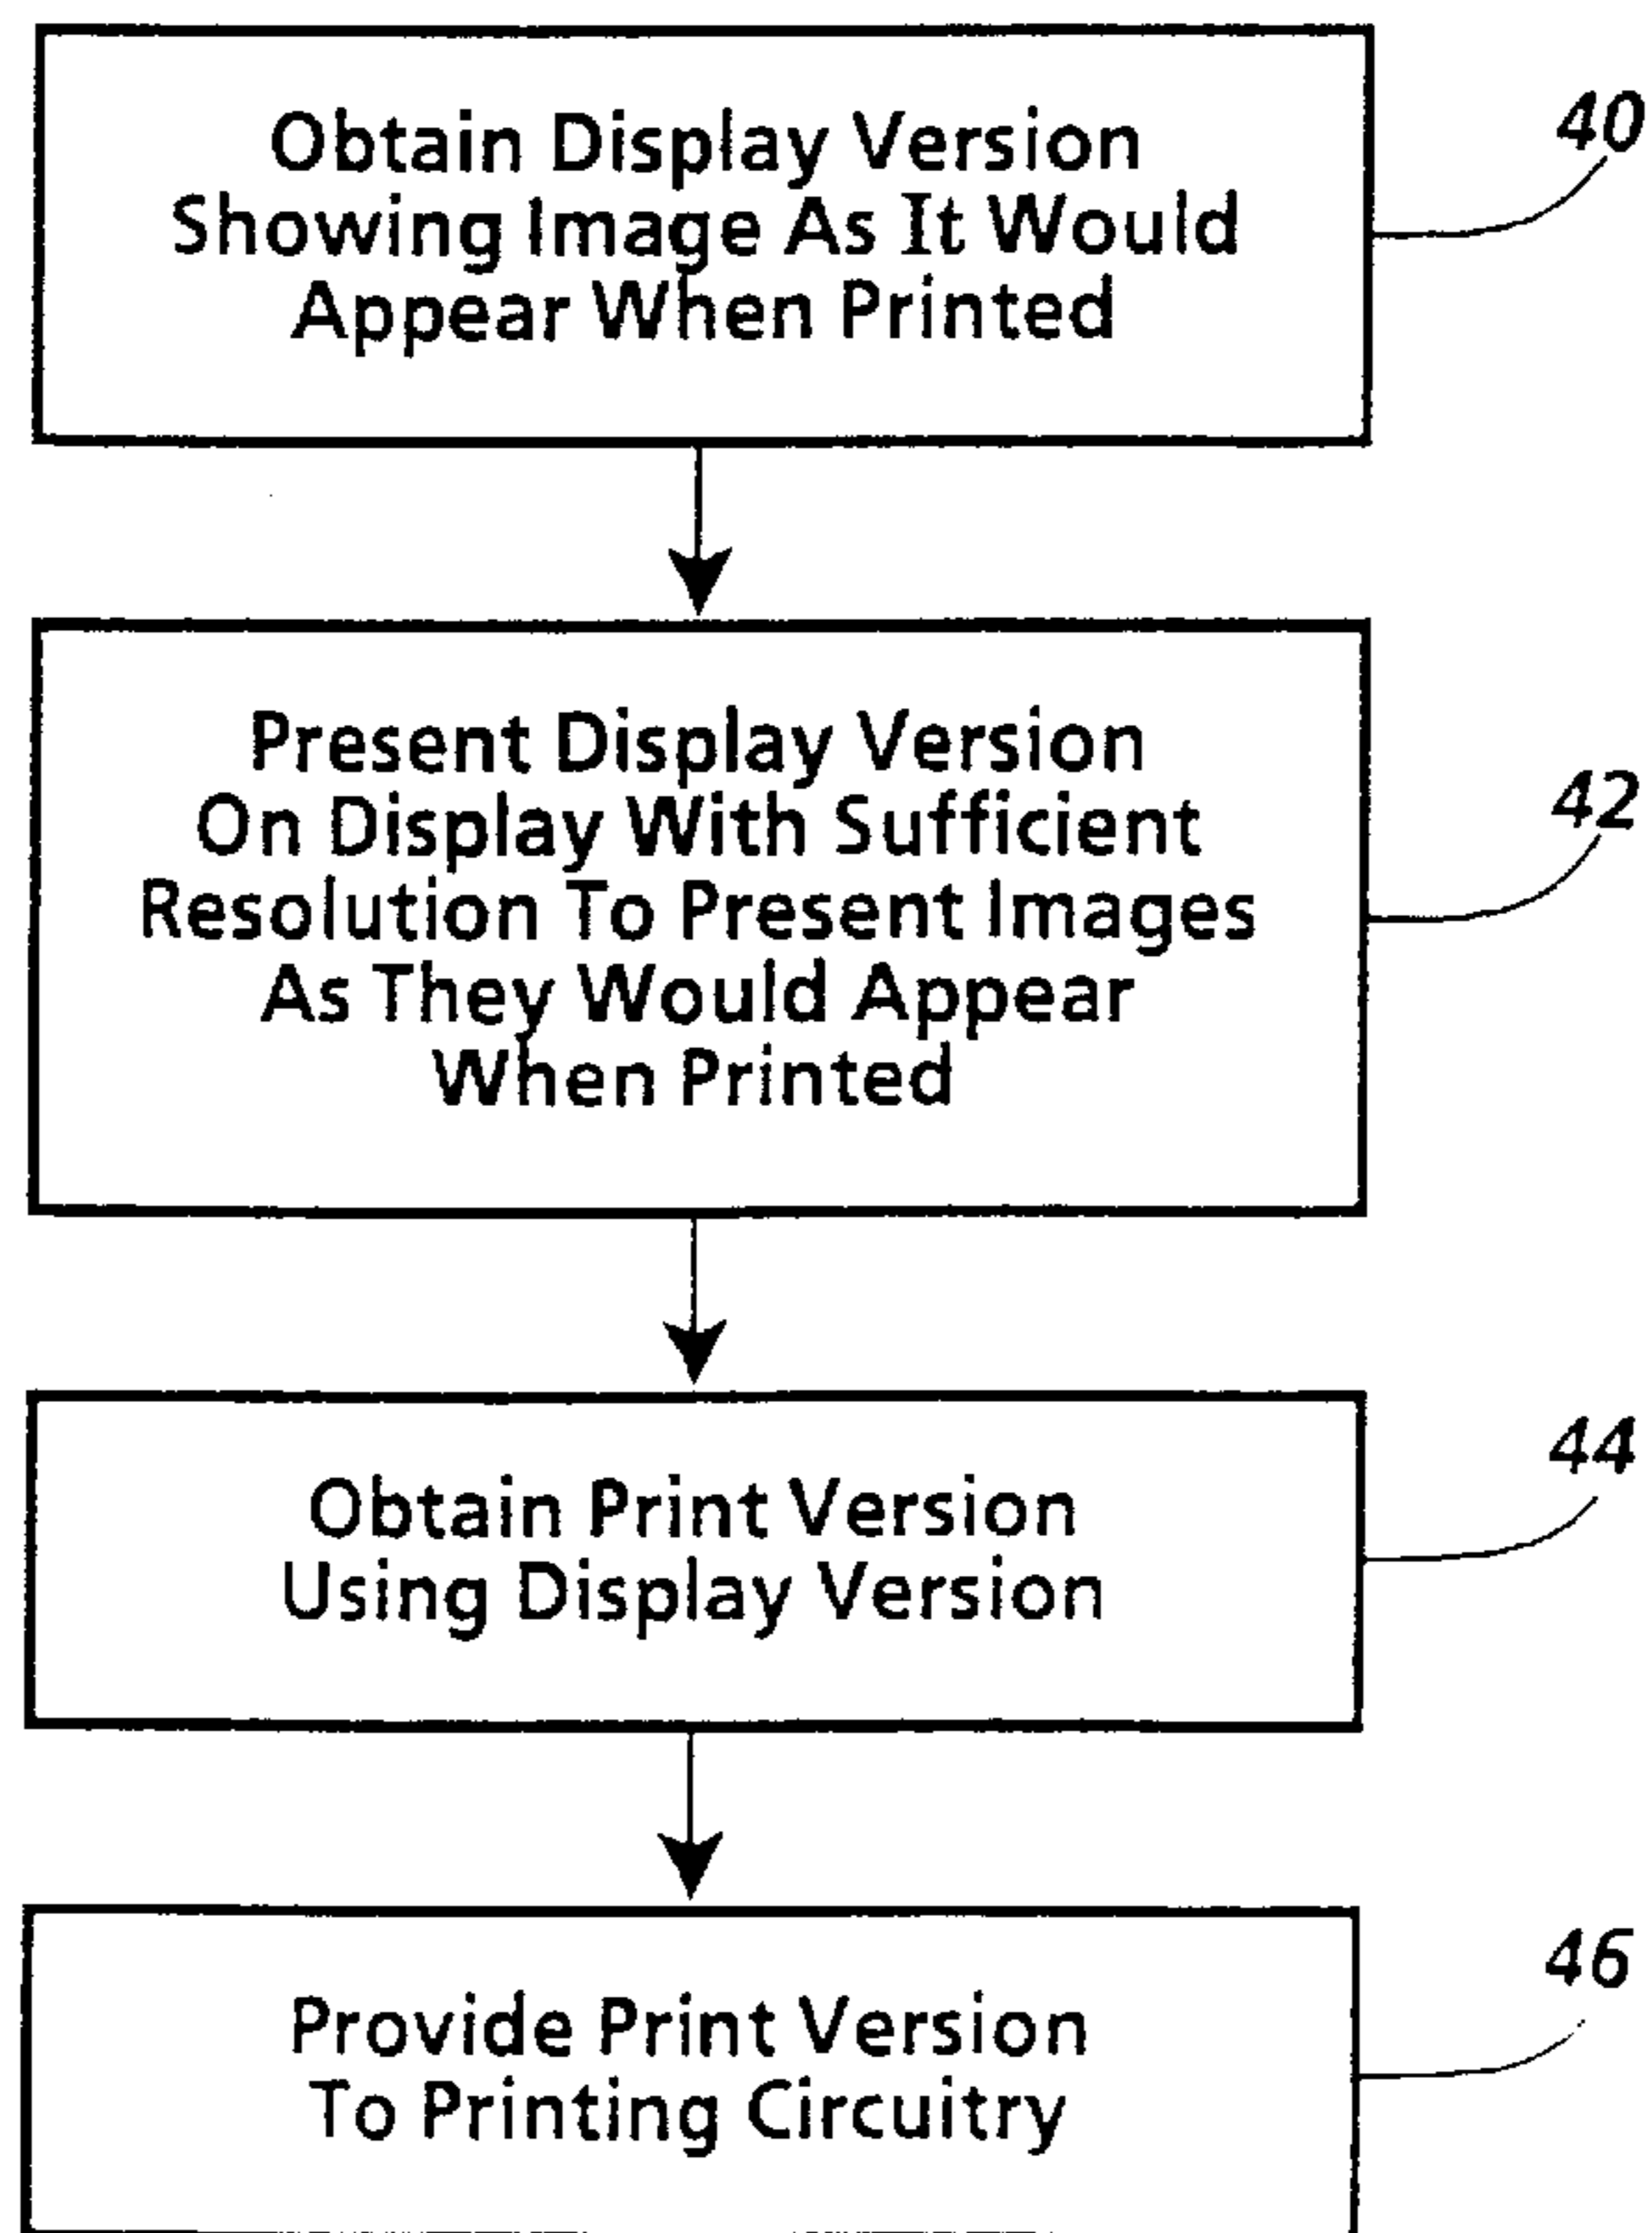 Obtain Display Version
Showing Image As It Would
Appear When Printed
40
Present Display Version
On Display With Sufficient
Resolution To Present Images
As They Would Appear
When Printed
42
Obtain Print Version
Using Display Version
44
Provide Print Version
To Printing Circuitry
46